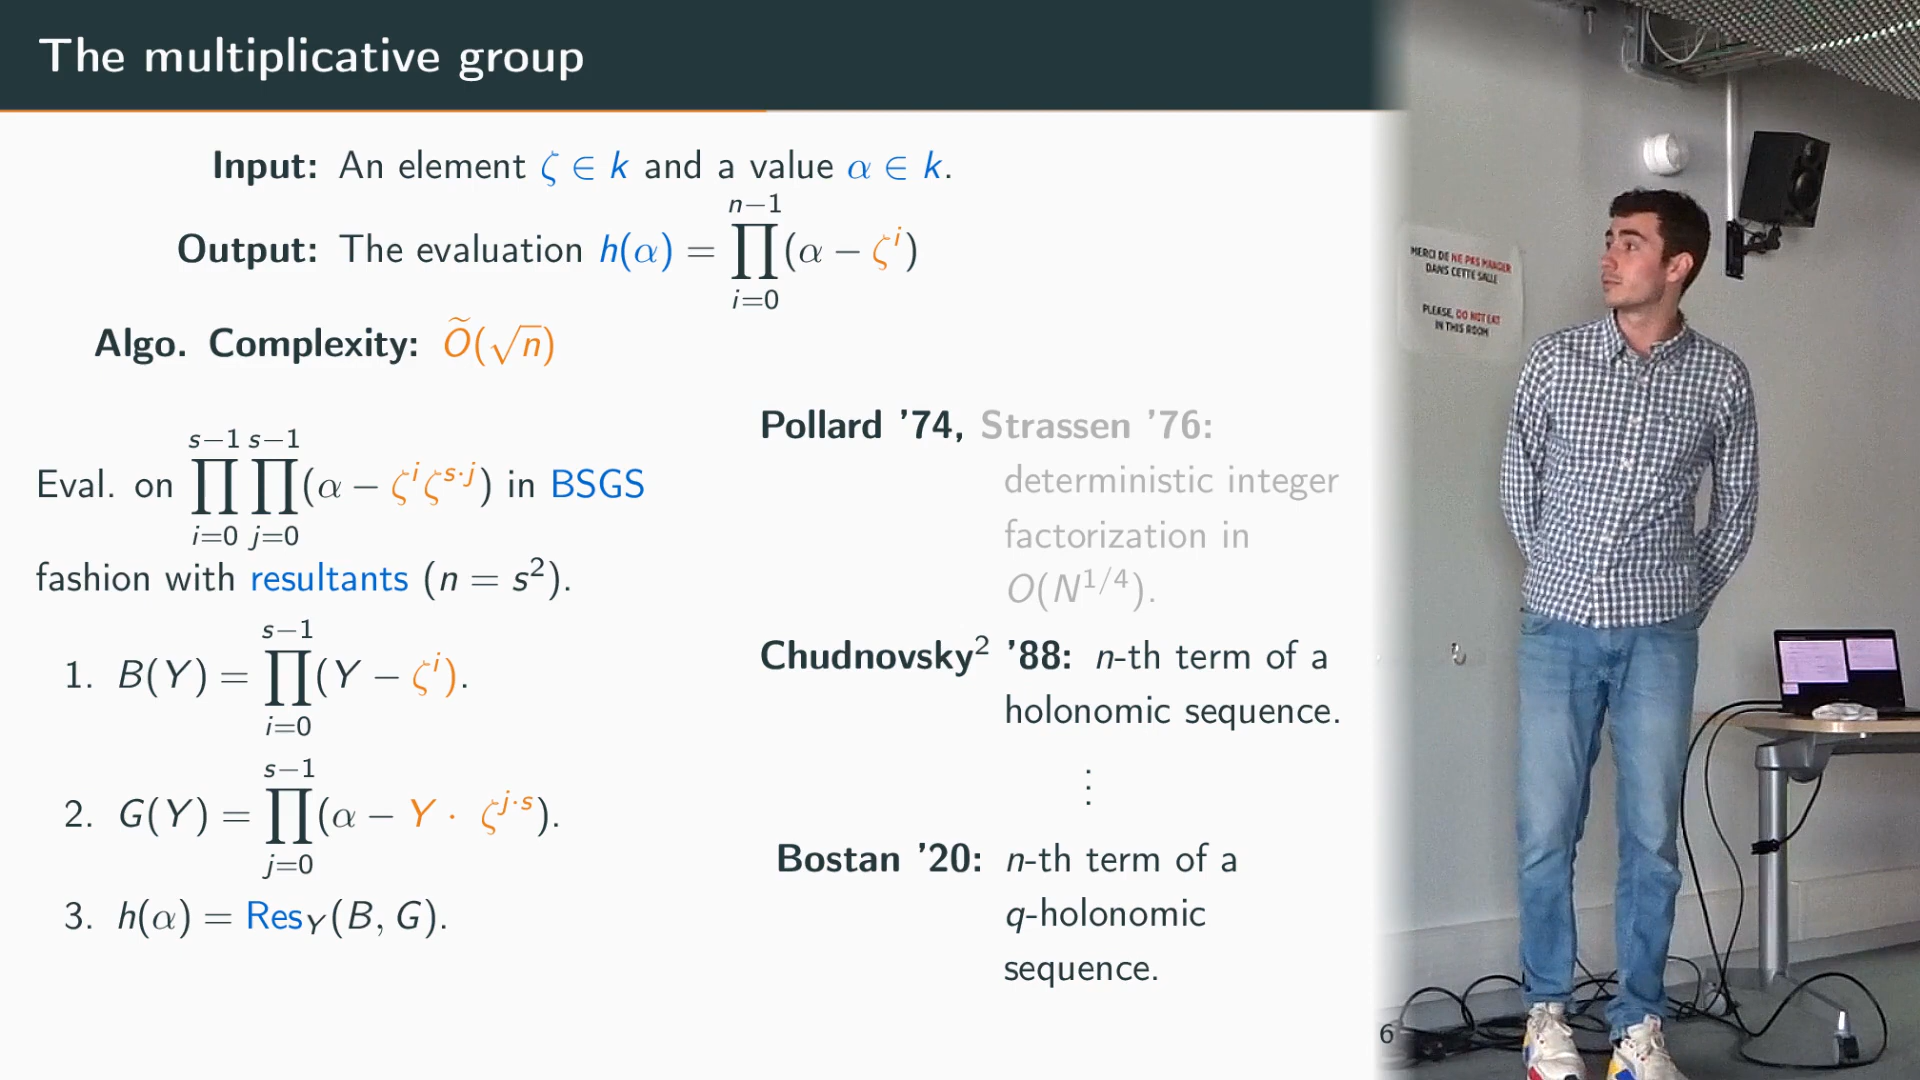 The multiplicative group
Input: An element ζ ∈ k and a value α ∈ k.
Output: The evaluation h(α) = ∏_{i=0}^{n−1} (α − ζ^i)
Algo. Complexity: Õ(√n)
Eval. on ∏_{i=0}^{s−1} ∏_{j=0}^{s−1} (α − ζ^i ζ^{s·j}) in BSGS
fashion with resultants (n = s²).
1. B(Y) = ∏_{i=0}^{s−1} (Y − ζ^i).
2. G(Y) = ∏_{j=0}^{s−1} (α − Y · ζ^{j·s}).
3. h(α) = Res_Y(B, G).
Pollard ’74, Strassen ’76:
deterministic integer
factorization in
O(N^{1/4}).
Chudnovsky² ’88: n-th term of a
holonomic sequence.
⋮
Bostan ’20: n-th term of a
q-holonomic
sequence.
6
MERCI DE NE PAS MANGER
DANS CETTE SALLE
PLEASE, DO NOT EAT
IN THIS ROOM